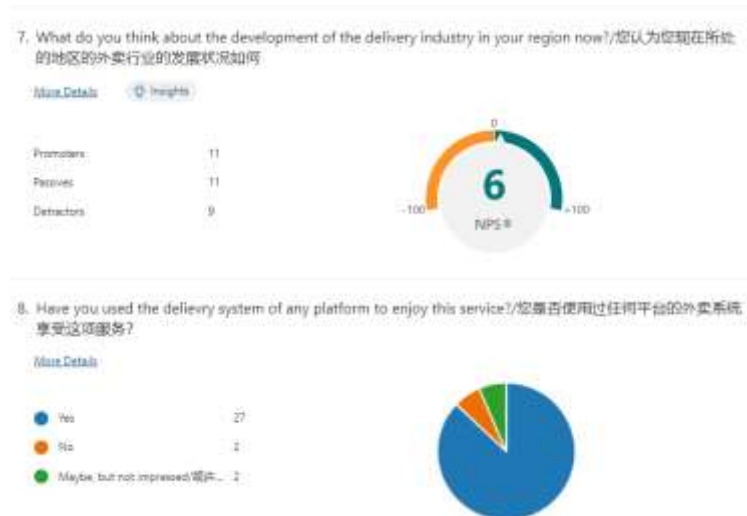 7. What do you think about the development of the delivery industry in your region now?/您认为您现在所处
的地区的外卖行业的发展状况如何
More Details
Insights
Promoters 11
Passives 11
Detractors 9
0
6
-100
+100
NPS®
8. Have you used the delievry system of any platform to enjoy this service?/您是否使用过任何平台的外卖系统
享受这项服务?
More Details
Yes 27
No 2
Maybe, but not impressed/或许... 2